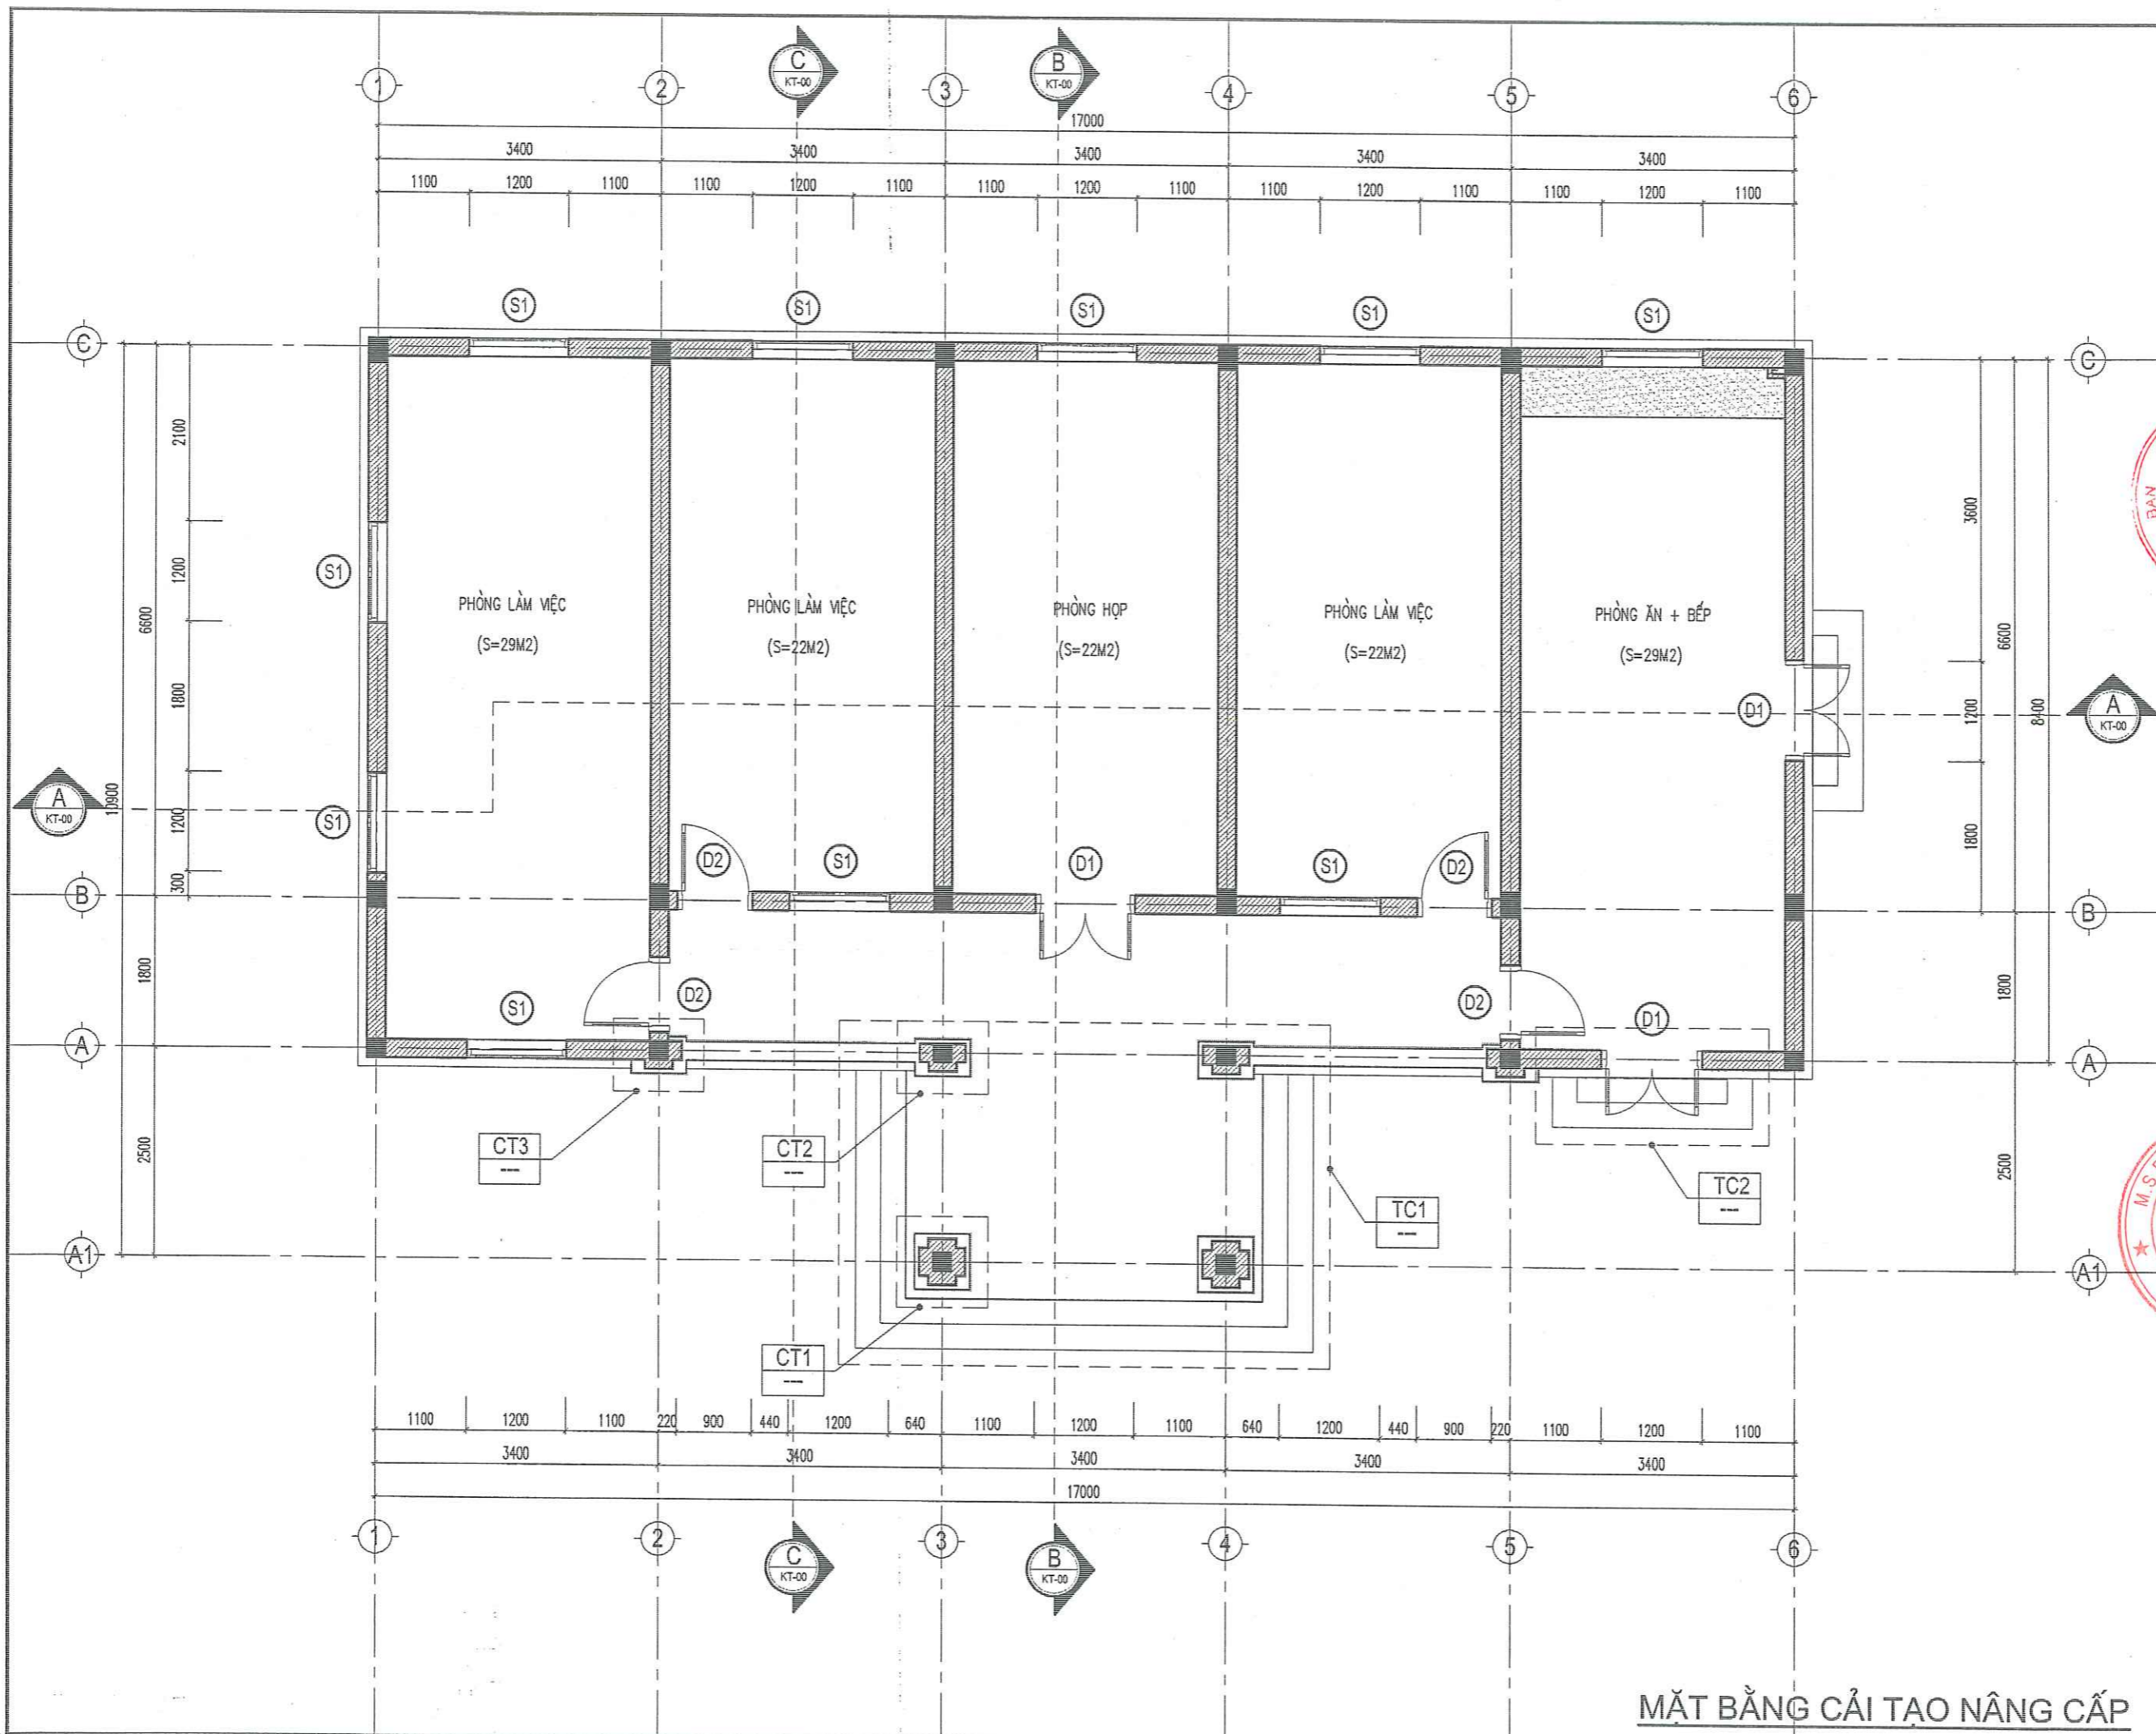 C
KT-00
B
KT-00
1 2 3 4 5 6
17000
3400 3400 3400 3400 3400
1100 1200 1100 1100 1200 1100 1100 1200 1100 1100 1200 1100 1100 1200 1100
S1 S1 S1 S1 S1
C C
2100
1200
1800
1200
300
6600
1800
2500
10900
3600
1200
1800
6600
1800
2500
8400
BAN
S1
S1
PHÒNG LÀM VIỆC
(S=29M2)
PHÒNG LÀM VIỆC
(S=22M2)
PHÒNG HỌP
(S=22M2)
PHÒNG LÀM VIỆC
(S=22M2)
PHÒNG ĂN + BẾP
(S=29M2)
D1
A
KT-00
A
KT-00
D2 S1 D1 S1 D2
B B
S1 D2 D2 D1
A A
CT3
---
CT2
---
TC1
---
TC2
---
M.S.
A1 A1
CT1
---
1100 1200 1100 220 900 440 1200 640 1100 1200 1100 640 1200 440 900 220 1100 1200 1100
3400 3400 3400 3400 3400
17000
1 2 3 4 5 6
C
KT-00
B
KT-00
MẶT BẰNG CẢI TẠO NÂNG CẤP